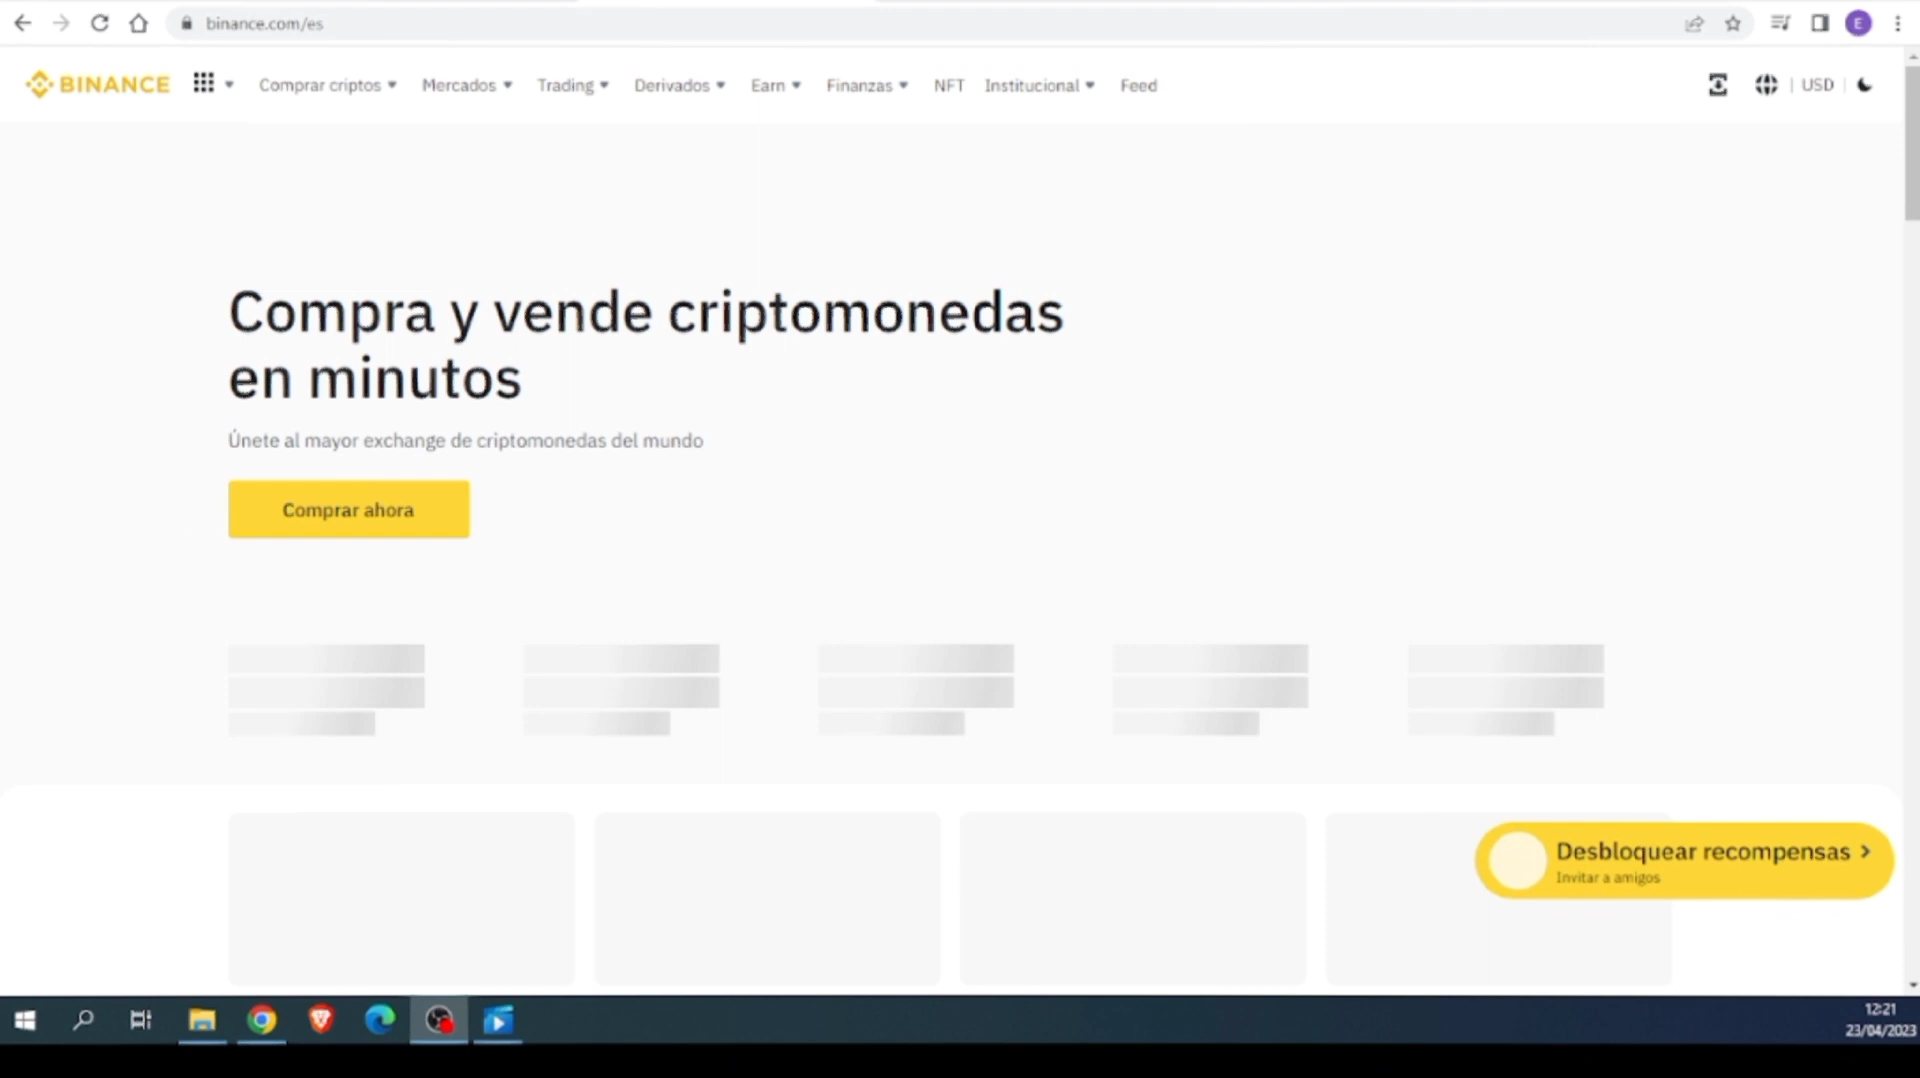 binance.com/es
E
BINANCE
Comprar criptos
Mercados
Trading
Derivados
Earn
Finanzas
NFT
Institucional
Feed
USD
Compra y vende criptomonedas
en minutos
Únete al mayor exchange de criptomonedas del mundo
Comprar ahora
Desbloquear recompensas
Invitar a amigos
12:21
23/04/2023